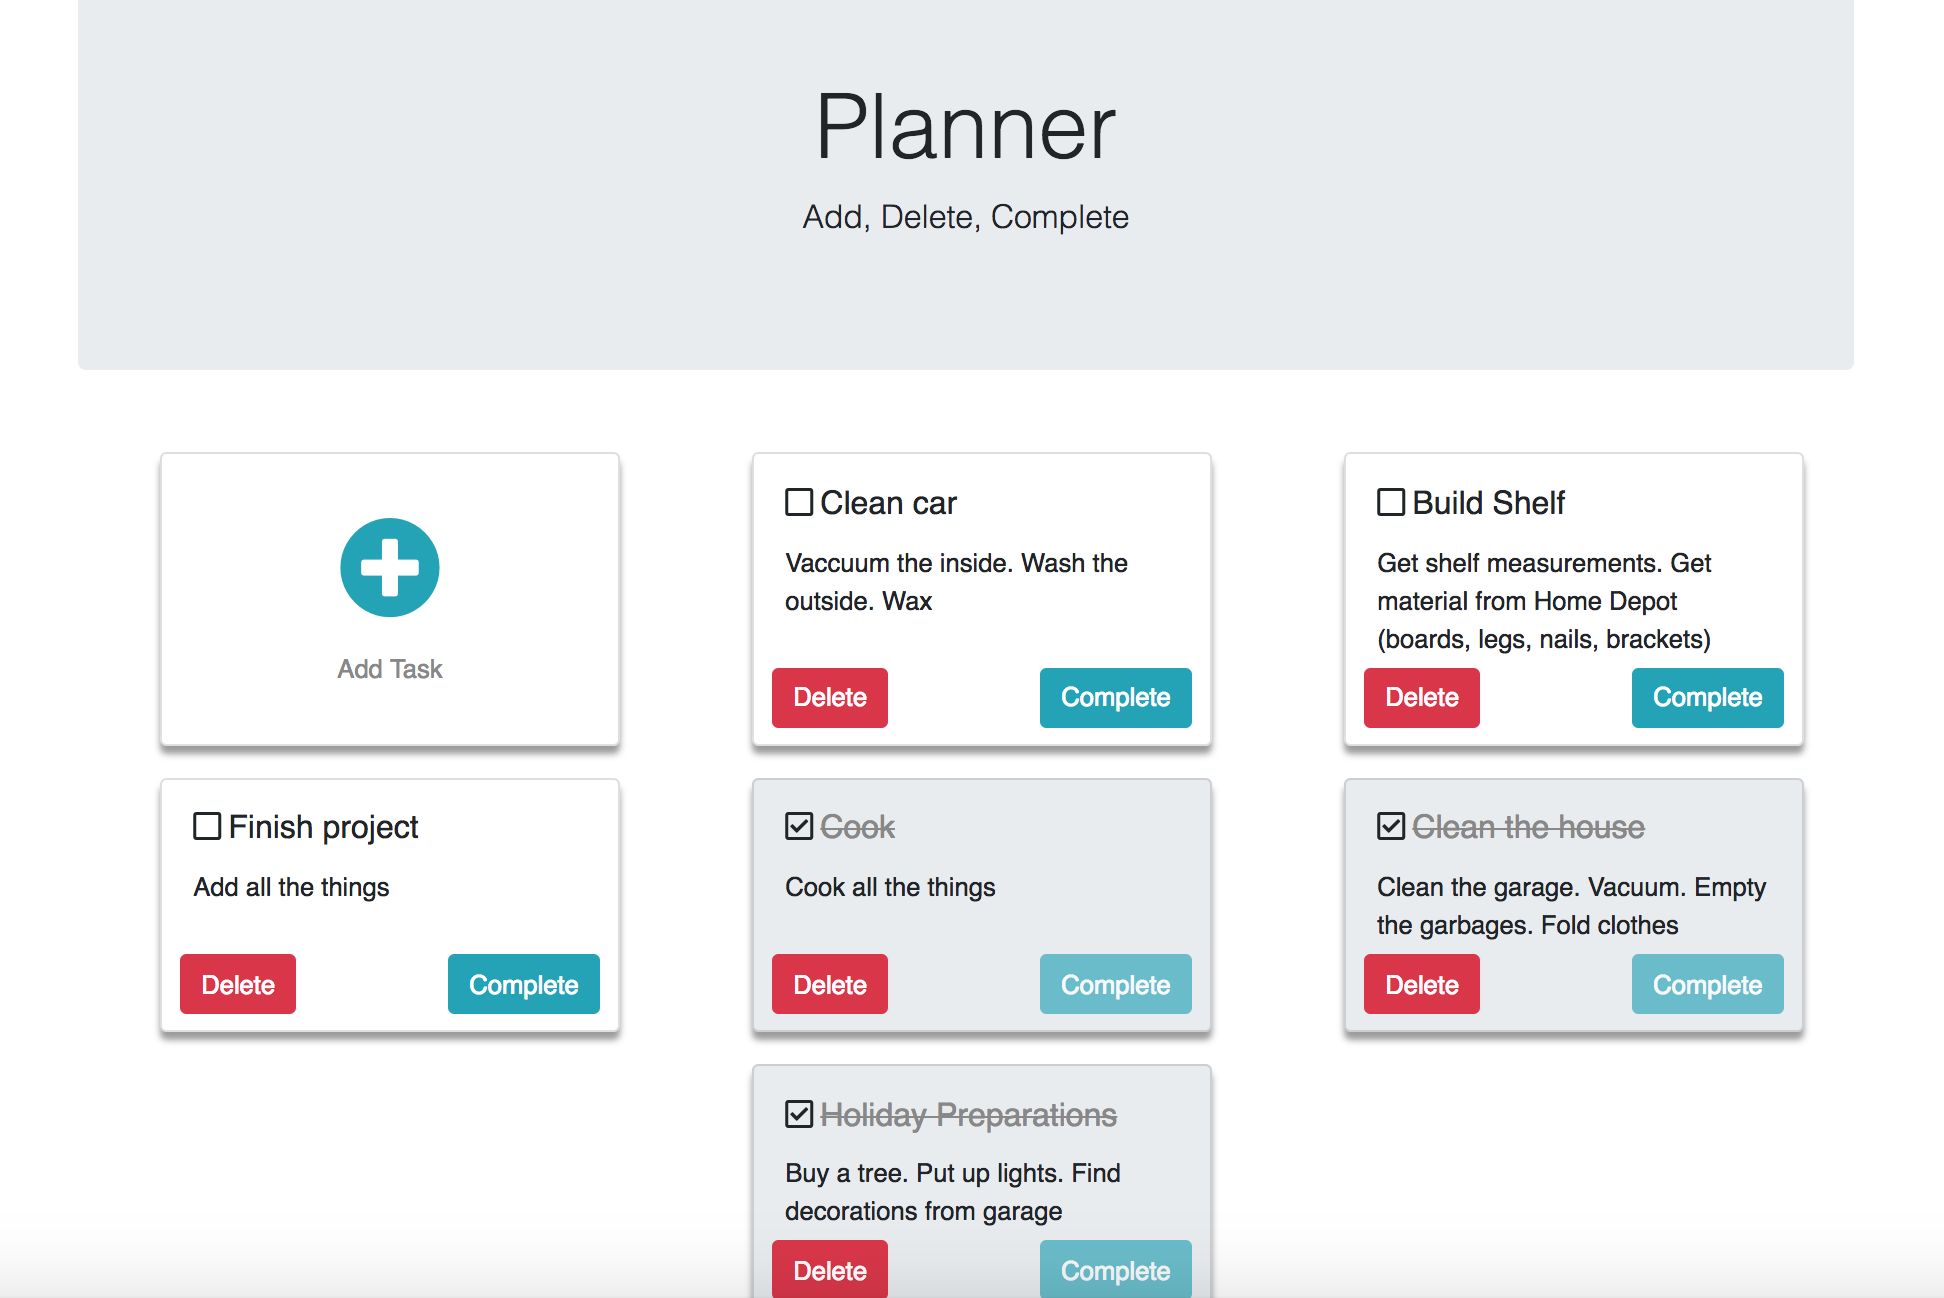 Planner
Add, Delete, Complete
Add Task
Clean car
Vaccuum the inside. Wash the
outside. Wax
Delete
Complete
Build Shelf
Get shelf measurements. Get
material from Home Depot
(boards, legs, nails, brackets)
Delete
Complete
Finish project
Add all the things
Delete
Complete
Cook
Cook all the things
Delete
Complete
Clean the house
Clean the garage. Vacuum. Empty
the garbages. Fold clothes
Delete
Complete
Holiday Preparations
Buy a tree. Put up lights. Find
decorations from garage
Delete
Complete